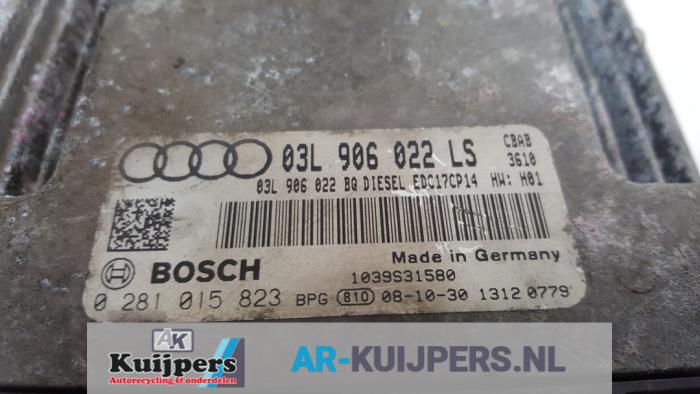 03L 906 022 LS CBAB
3610
03L 906 022 BQ DIESEL EDC17CP14 HW: H01
Made in Germany
BOSCH 1039S31580
0 281 015 823 BPG 810 08-10-30 1312 0779
AK
Kuijpers
Autorecycling & onderdelen
AR-KUIJPERS.NL